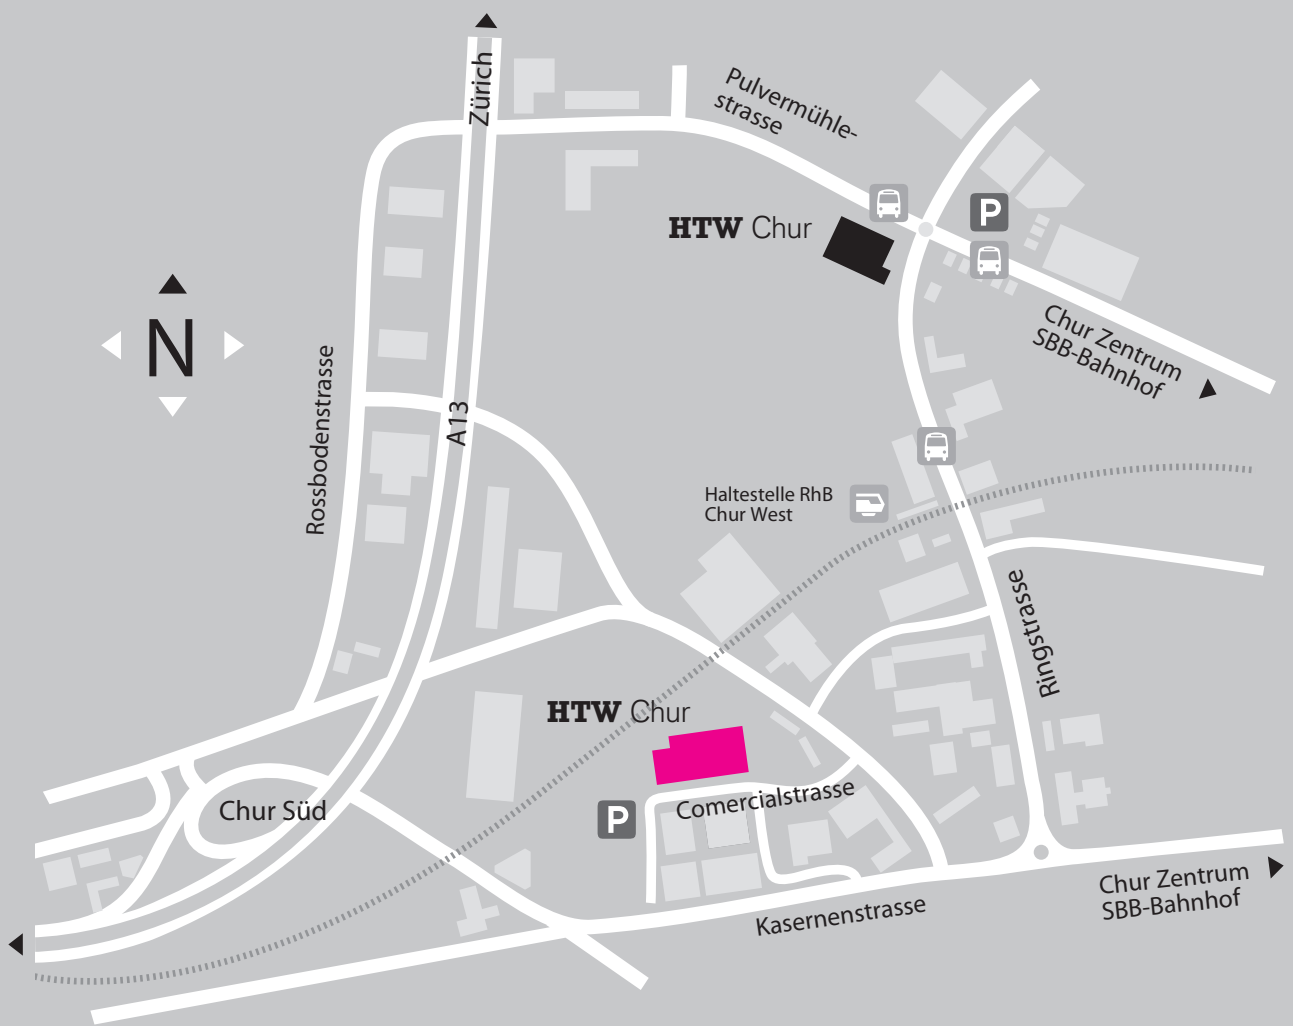 Zürich
Pulvermühle-
strasse
P
HTW Chur
N
Chur Zentrum
SBB-Bahnhof
Rossbodenstrasse
A13
Haltestelle RhB
Chur West
Ringstrasse
HTW Chur
Chur Süd
P
Comercialstrasse
Chur Zentrum
SBB-Bahnhof
Kasernenstrasse